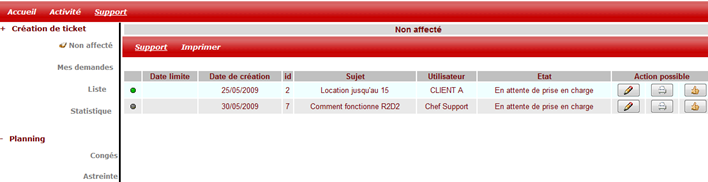 Accueil Activité Support
+ Création de ticket
Non affecté
Mes demandes
Liste
Statistique
- Planning
Congés
Astreinte
Non affecté
Support Imprimer
Date limite Date de création id Sujet Utilisateur Etat Action possible
25/05/2009 2 Location jusqu'au 15 CLIENT A En attente de prise en charge
30/05/2009 7 Comment fonctionne R2D2 Chef Support En attente de prise en charge